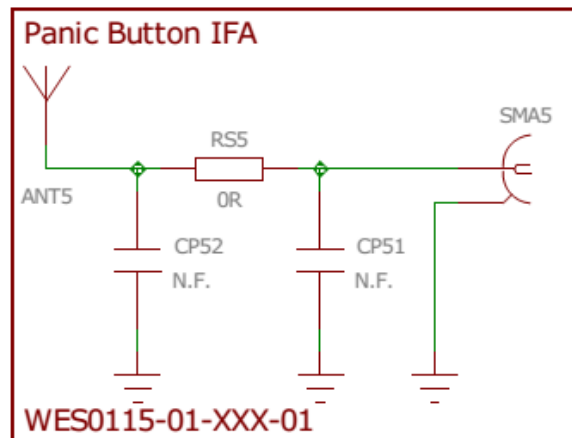 Panic Button IFA
SMA5
RS5
ANT5
0R
CP52
CP51
N.F.
N.F.
WES0115-01-XXX-01